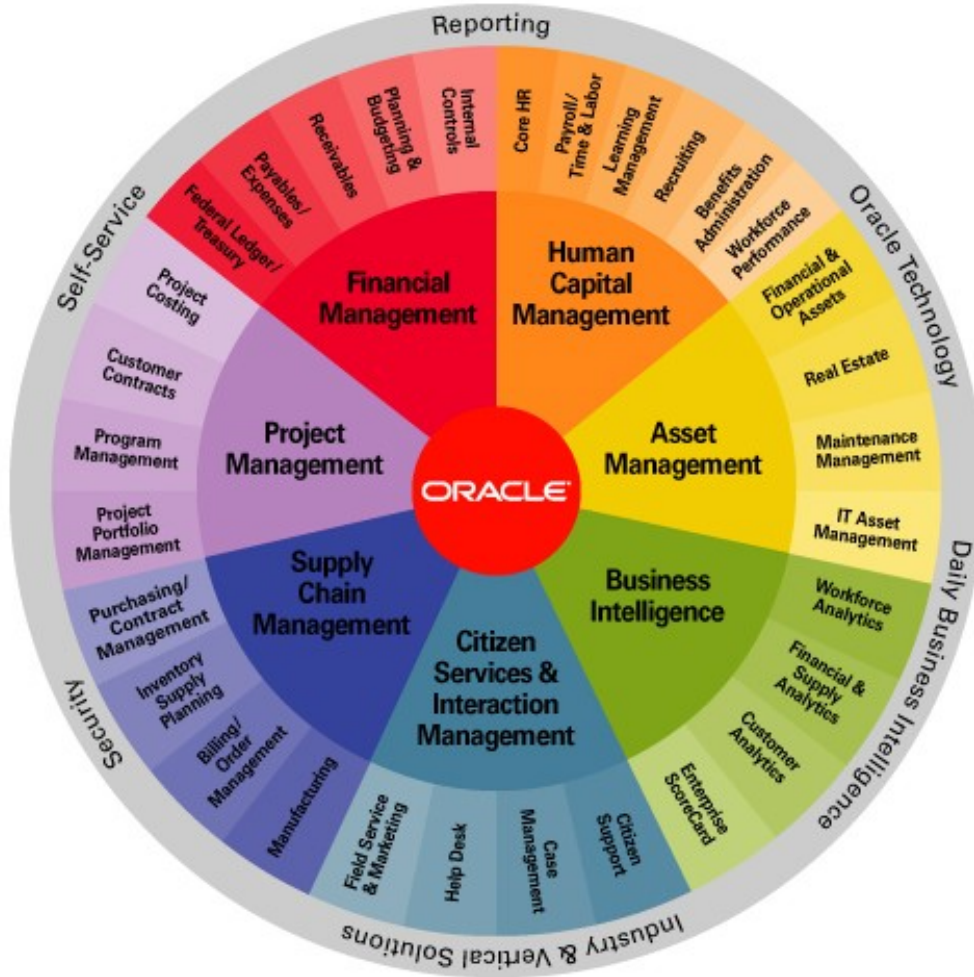 Reporting
Oracle Technology
Daily Business Intelligence
Industry & Vertical Solutions
Security
Self-Service
ORACLE®
Financial
Management
Federal Ledger/
Treasury
Payables/
Expenses
Receivables
Planning &
Budgeting
Internal
Controls
Human
Capital
Management
Core HR
Payroll/
Time & Labor
Learning
Management
Recruiting
Benefits
Administration
Workforce
Performance
Asset
Management
Financial &
Operational
Assets
Real Estate
Maintenance
Management
IT Asset
Management
Business
Intelligence
Workforce
Analytics
Financial &
Supply
Analytics
Customer
Analytics
Enterprise
ScoreCard
Citizen
Services &
Interaction
Management
Citizen
Support
Case
Management
Help Desk
Field Service
& Marketing
Supply
Chain
Management
Manufacturing
Billing/
Order
Management
Inventory
Supply
Planning
Purchasing/
Contract
Management
Project
Management
Project
Portfolio
Management
Program
Management
Customer
Contracts
Project
Costing